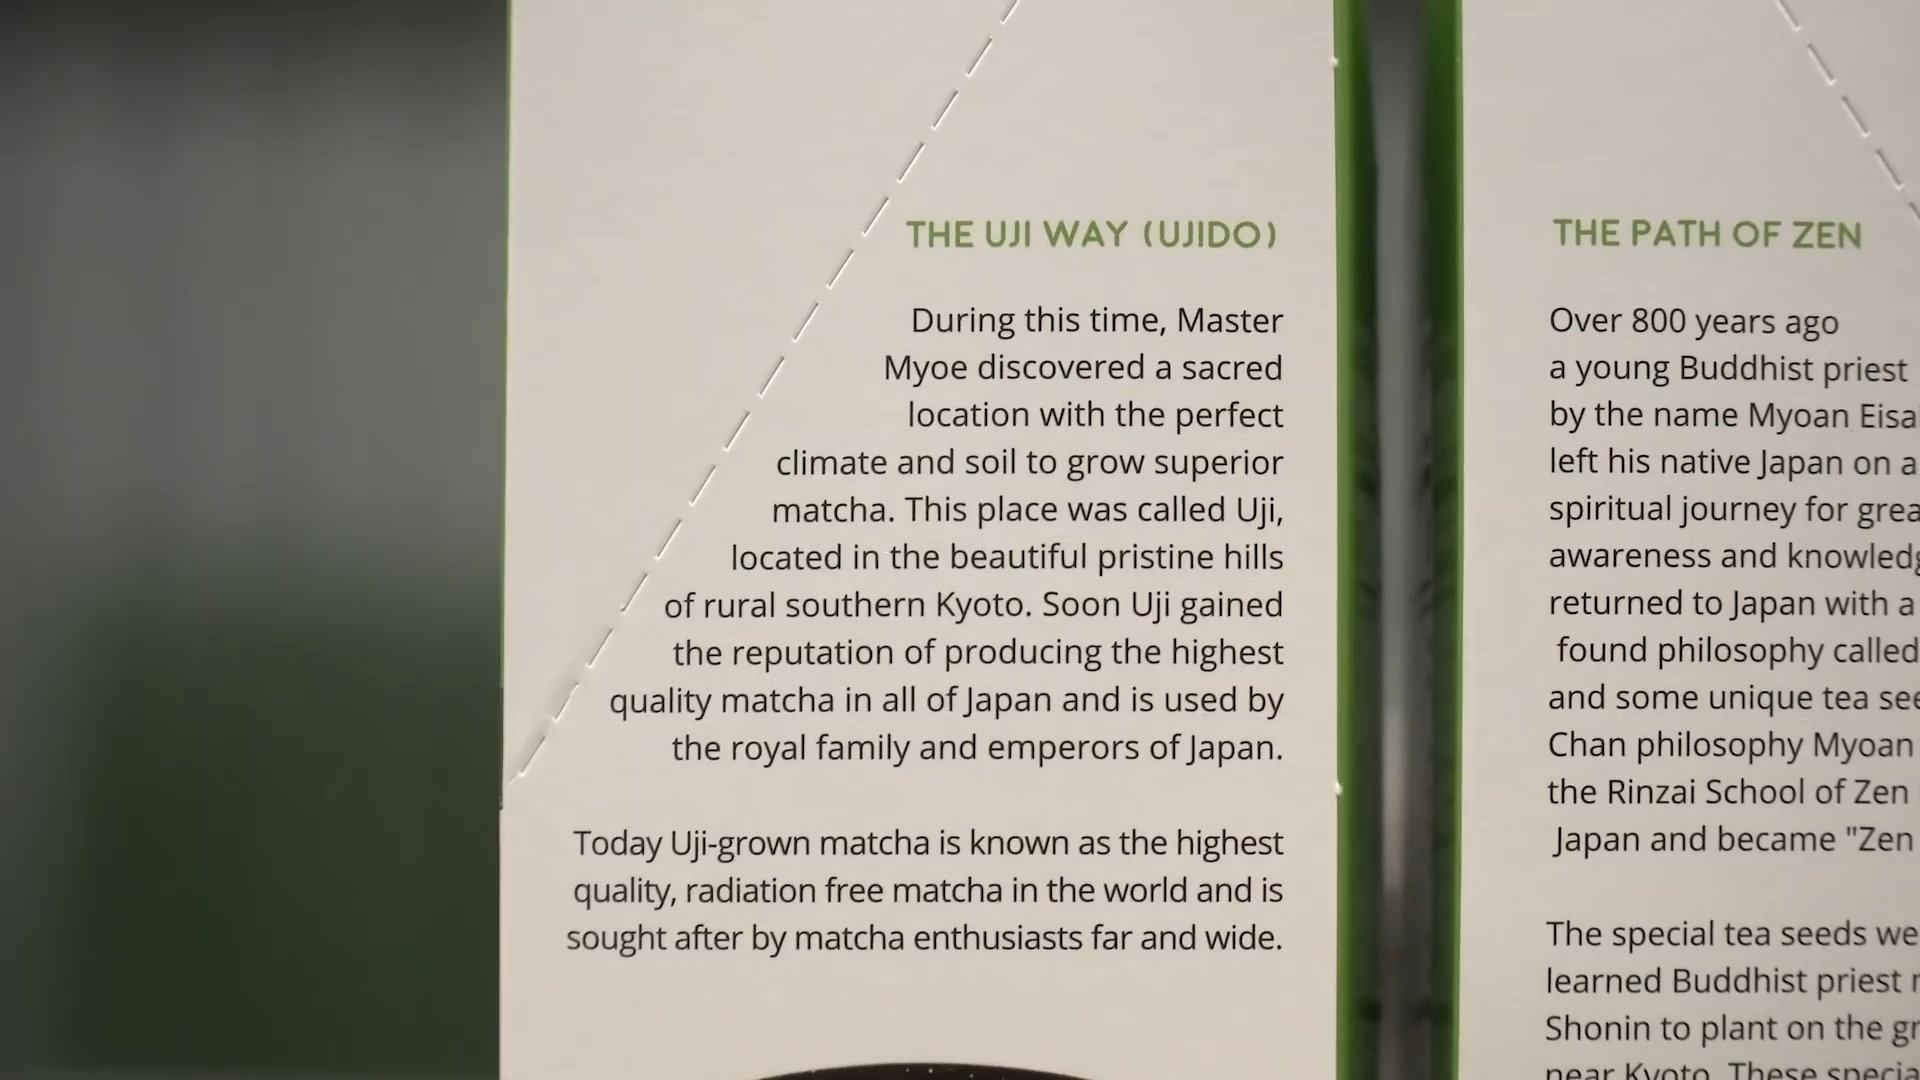 THE UJI WAY (UJIDO)
During this time, Master
Myoe discovered a sacred
location with the perfect
climate and soil to grow superior
matcha. This place was called Uji,
located in the beautiful pristine hills
of rural southern Kyoto. Soon Uji gained
the reputation of producing the highest
quality matcha in all of Japan and is used by
the royal family and emperors of Japan.
Today Uji-grown matcha is known as the highest
quality, radiation free matcha in the world and is
sought after by matcha enthusiasts far and wide.
THE PATH OF ZEN
Over 800 years ago
a young Buddhist priest
by the name Myoan
left his native Japan on a
spiritual journey for
awareness and
returned to Japan with a
found philosophy called
and some unique tea
Chan philosophy Myoan
the Rinzai School of Zen
Japan and became "Zen
The special tea seeds
learned Buddhist priest
Shonin to plant on the
near Kyoto. These